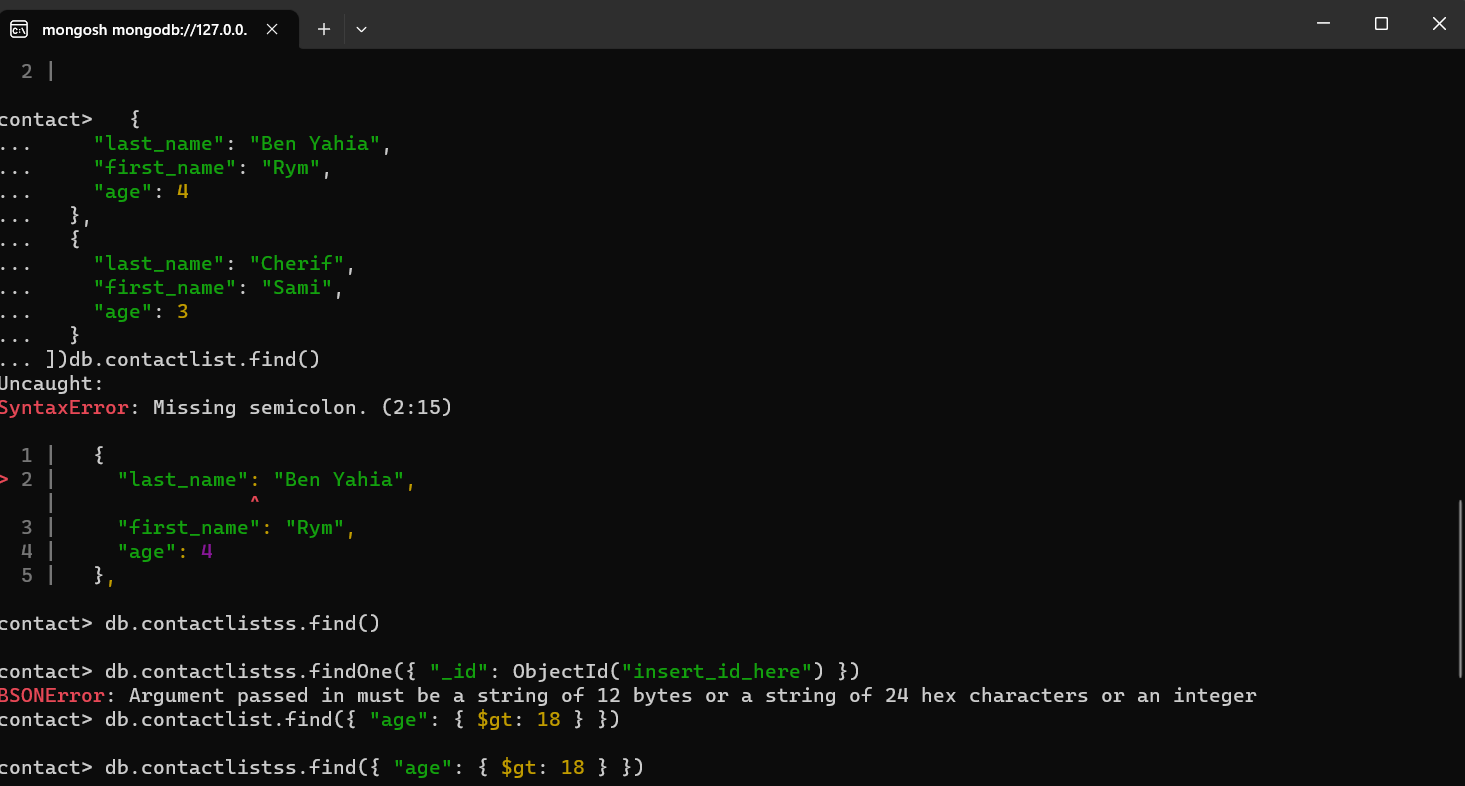 mongosh mongodb://127.0.0.
2 |
contact>   {
...     "last_name": "Ben Yahia",
...     "first_name": "Rym",
...     "age": 4
...   },
...   {
...     "last_name": "Cherif",
...     "first_name": "Sami",
...     "age": 3
...   }
... ])db.contactlist.find()
Uncaught:
SyntaxError: Missing semicolon. (2:15)
1 |   {
> 2 |     "last_name": "Ben Yahia",
|                ^
3 |     "first_name": "Rym",
4 |     "age": 4
5 |   },
contact> db.contactlistss.find()
contact> db.contactlistss.findOne({ "_id": ObjectId("insert_id_here") })
BSONError: Argument passed in must be a string of 12 bytes or a string of 24 hex characters or an integer
contact> db.contactlist.find({ "age": { $gt: 18 } })
contact> db.contactlistss.find({ "age": { $gt: 18 } })